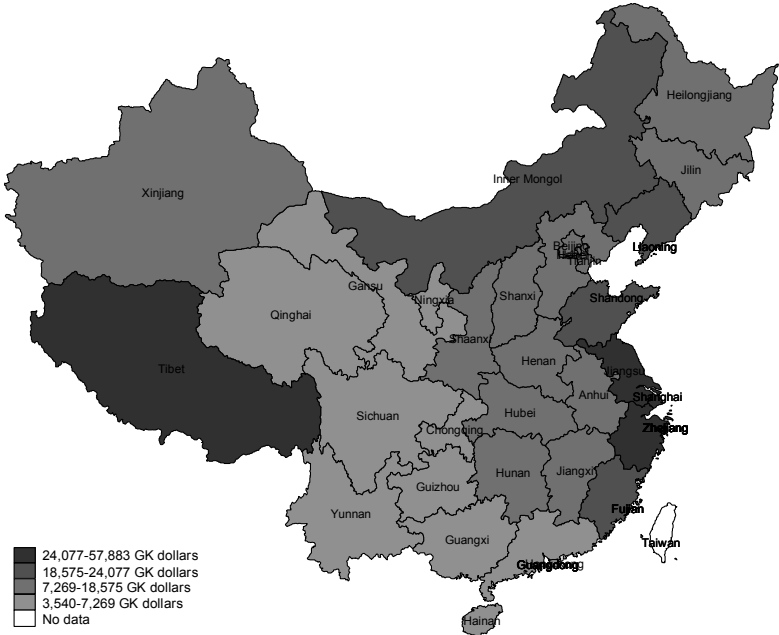 Heilongjiang
Jilin
Inner Mongol
Xinjiang
Beijing
Tianjin
Liaoning
Gansu
Ningxia
Shanxi
Shandong
Qinghai
Shaanxi
Henan
Tibet
Jiangsu
Anhui
Shanghai
Sichuan
Hubei
Chongqing
Zhejiang
Hunan
Jiangxi
Guizhou
Yunnan
Fujian
Guangxi
Taiwan
Guangdong
Hainan
24,077-57,883 GK dollars
18,575-24,077 GK dollars
7,269-18,575 GK dollars
3,540-7,269 GK dollars
No data